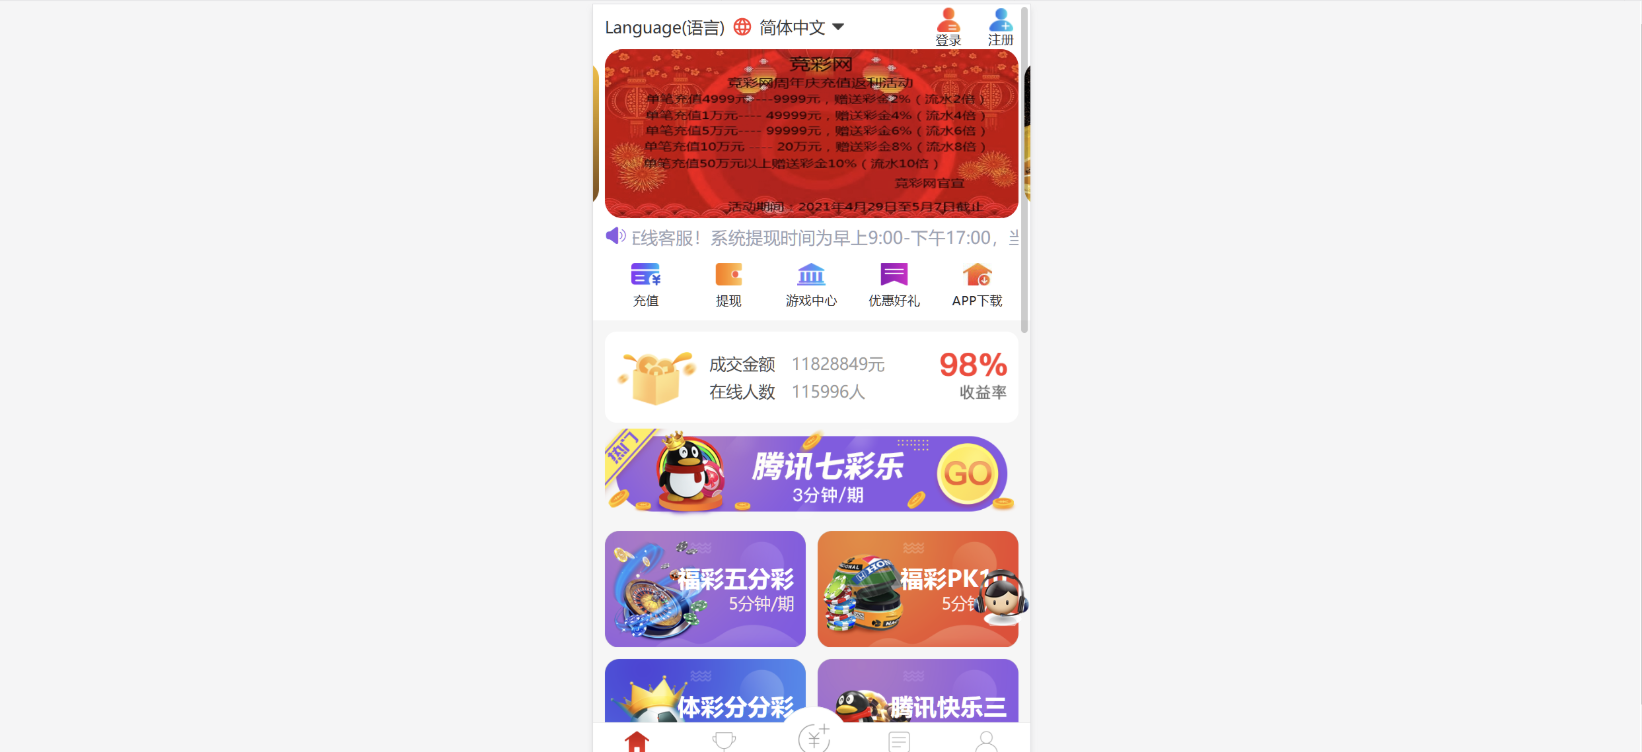 Language(语言) 简体中文
登录
注册
竞彩网
竞彩网周年庆充值返利活动
单笔充值4999元----9999元，赠送彩金2%（流水2倍）
单笔充值1万元---- 49999元，赠送彩金4%（流水4倍）
单笔充值5万元---- 99999元，赠送彩金6%（流水6倍）
单笔充值10万元 ---- 20万元，赠送彩金8%（流水8倍）
单笔充值50万元以上赠送彩金10%（流水10倍）
竞彩网官宣
活动期间：2021年4月29日至5月7日截止
线客服！系统提现时间为早上9:00-下午17:00，
充值
提现
游戏中心
优惠好礼
APP下载
成交金额 11828849元
在线人数 115996人
98%
收益率
热门
腾讯七彩乐
3分钟/期
GO
福彩五分彩
5分钟/期
福彩PK1
5分
体彩分分彩
腾讯快乐三